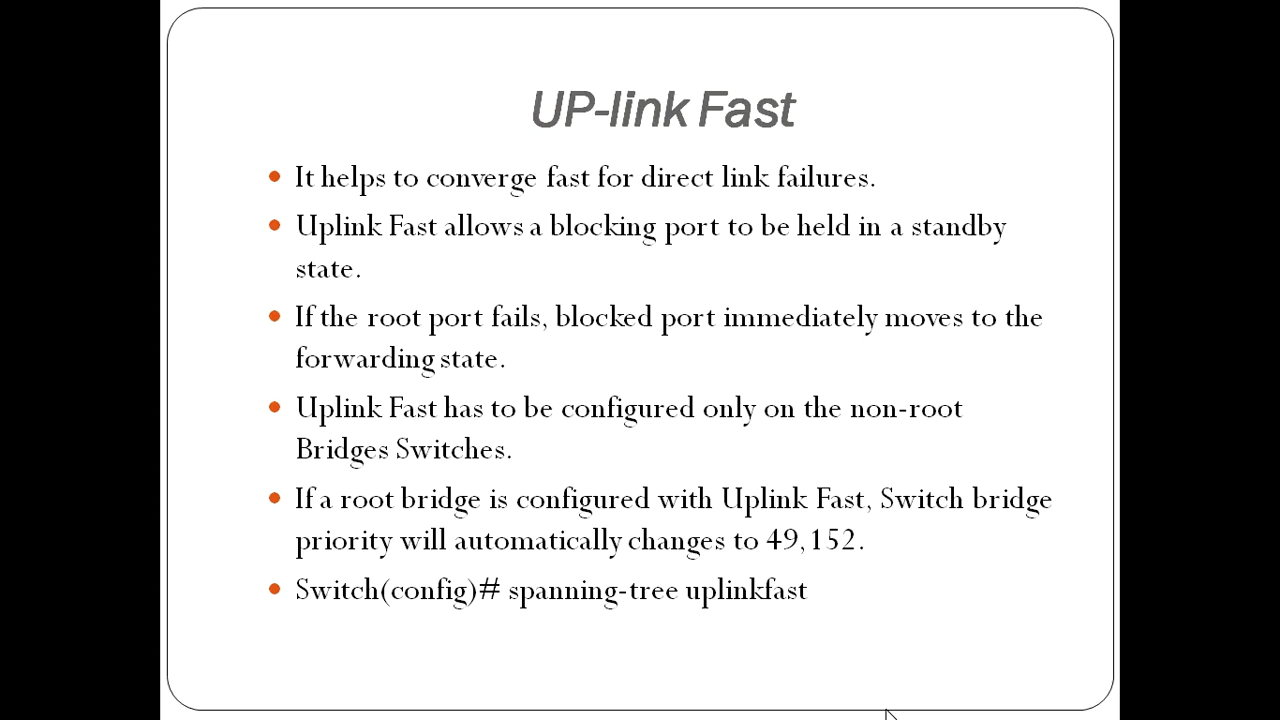 UP-link Fast
It helps to converge fast for direct link failures.
Uplink Fast allows a blocking port to be held in a standby
state.
If the root port fails, blocked port immediately moves to the
forwarding state.
Uplink Fast has to be configured only on the non-root
Bridges Switches.
If a root bridge is configured with Uplink Fast, Switch bridge
priority will automatically changes to 49,152.
Switch(config)# spanning-tree uplinkfast